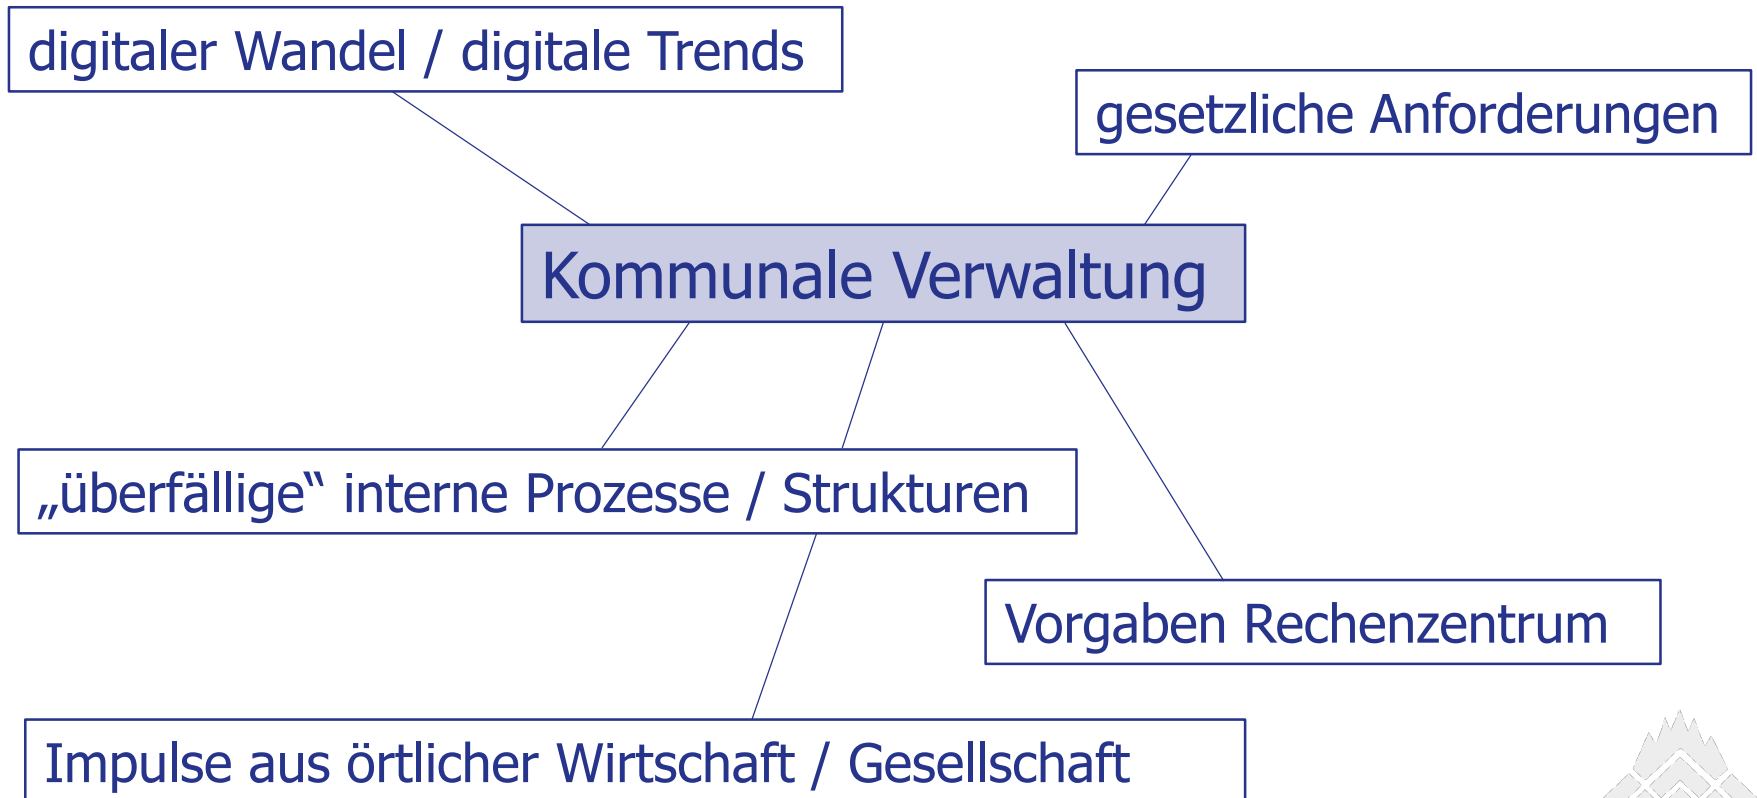 digitaler Wandel / digitale Trends
gesetzliche Anforderungen
Kommunale Verwaltung
„überfällige“ interne Prozesse / Strukturen
Vorgaben Rechenzentrum
Impulse aus örtlicher Wirtschaft / Gesellschaft